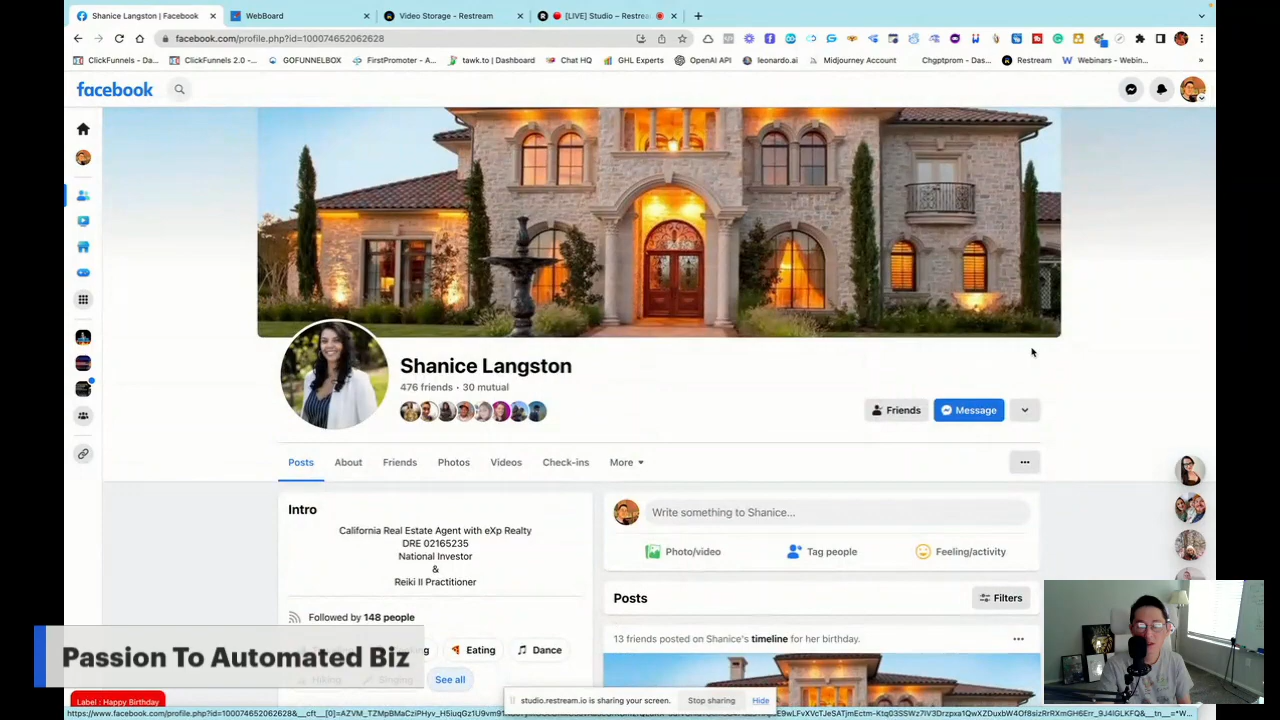 Shanice Langston | Facebook
WebBoard
Video Storage - Restream
[LIVE] Studio – Restre
facebook.com/profile.php?id=100074652062628
ClickFunnels - Da...
ClickFunnels 2.0 -...
GOFUNNELBOX
FirstPromoter - A...
tawk.to | Dashboard
Chat HQ
GHL Experts
OpenAI API
leonardo.ai
Midjourney Account
Chgptprom - Das...
Restream
Webinars - Webin...
facebook
Shanice Langston
476 friends · 30 mutual
Friends
Message
Posts
About
Friends
Photos
Videos
Check-ins
More
Intro
California Real Estate Agent with eXp Realty
DRE 02165235
National Investor
&
Reiki II Practitioner
Followed by 148 people
Eating
Dance
Hiking
Singing
See all
Write something to Shanice...
Photo/video
Tag people
Feeling/activity
Posts
Filters
13 friends posted on Shanice's timeline for her birthday.
Passion To Automated Biz
Label : Happy Birthday
studio.restream.io is sharing your screen.
Stop sharing
Hide